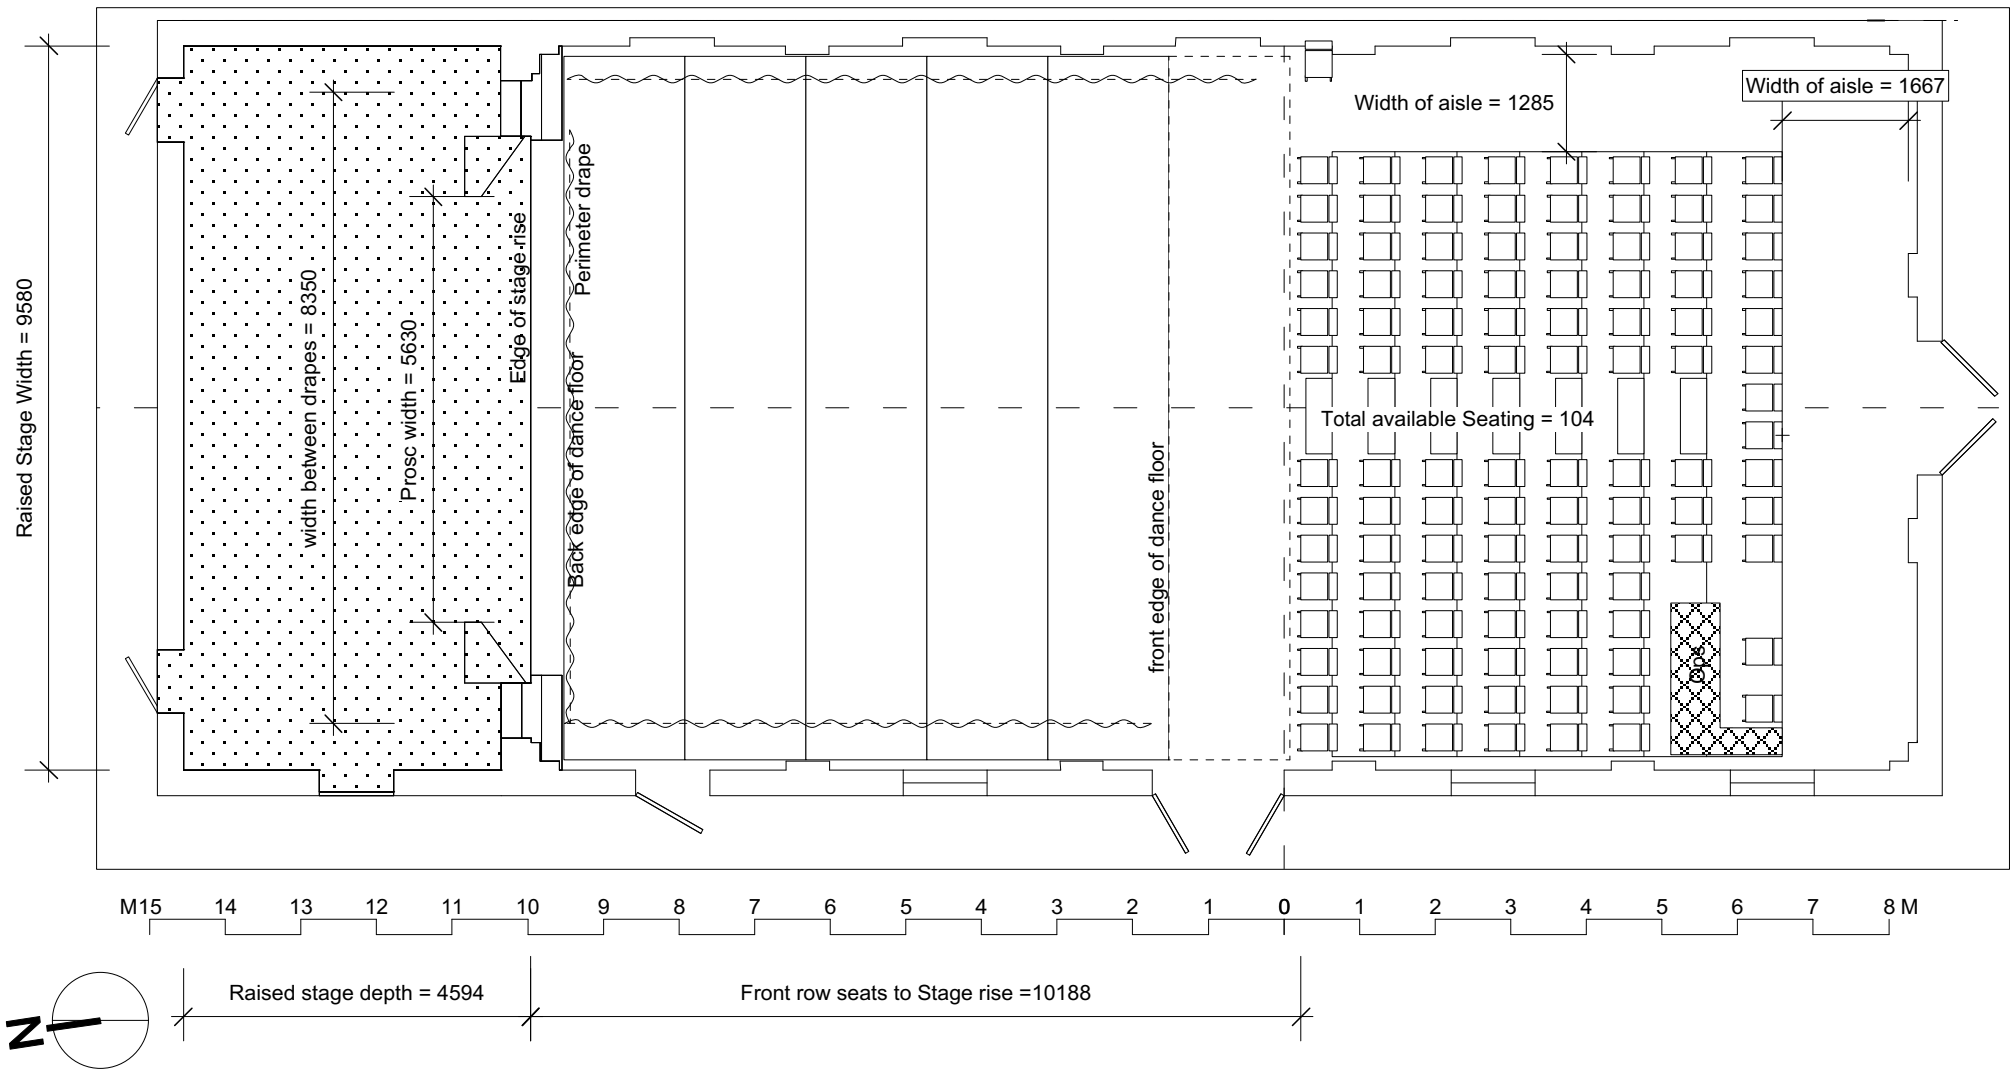 Width of aisle = 1667
Width of aisle = 1285
Perimeter drape
Edge of stage rise
Raised Stage Width = 9580
width between drapes = 8350
Prosc width = 5630
Back edge of dance floor
Total available Seating = 104
front edge of dance floor
Ops
M15 14 13 12 11 10 9 8 7 6 5 4 3 2 1 0 1 2 3 4 5 6 7 8 M
Raised stage depth = 4594
Front row seats to Stage rise =10188
N